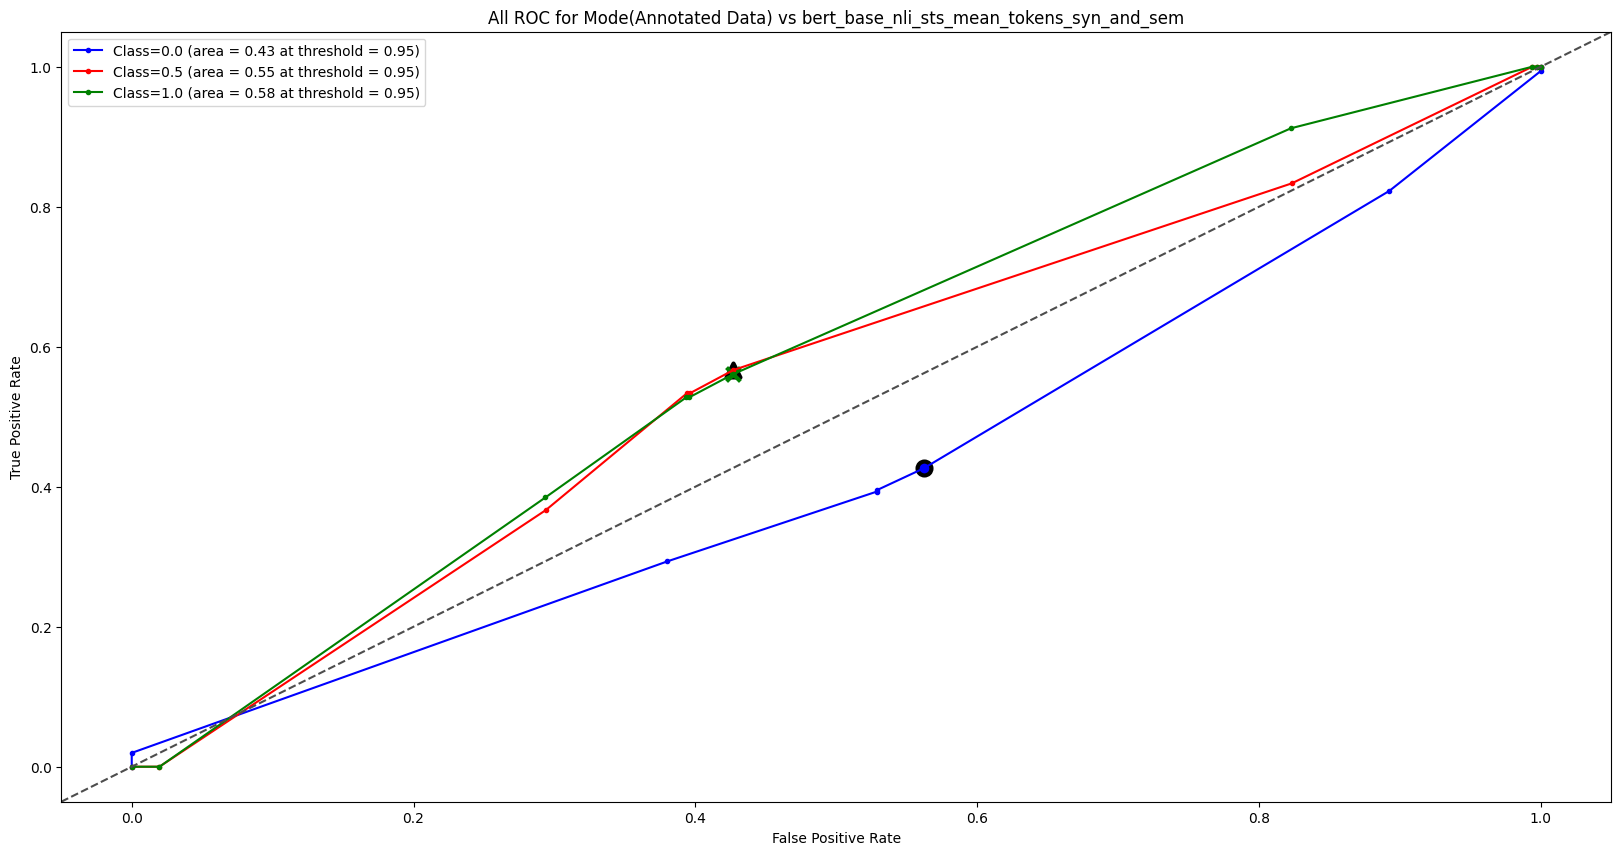 All ROC for Mode(Annotated Data) vs bert_base_nli_sts_mean_tokens_syn_and_sem
Class=0.0 (area = 0.43 at threshold = 0.95)
Class=0.5 (area = 0.55 at threshold = 0.95)
Class=1.0 (area = 0.58 at threshold = 0.95)
True Positive Rate
1.0
0.8
0.6
0.4
0.2
0.0
0.0 0.2 0.4 0.6 0.8 1.0
False Positive Rate